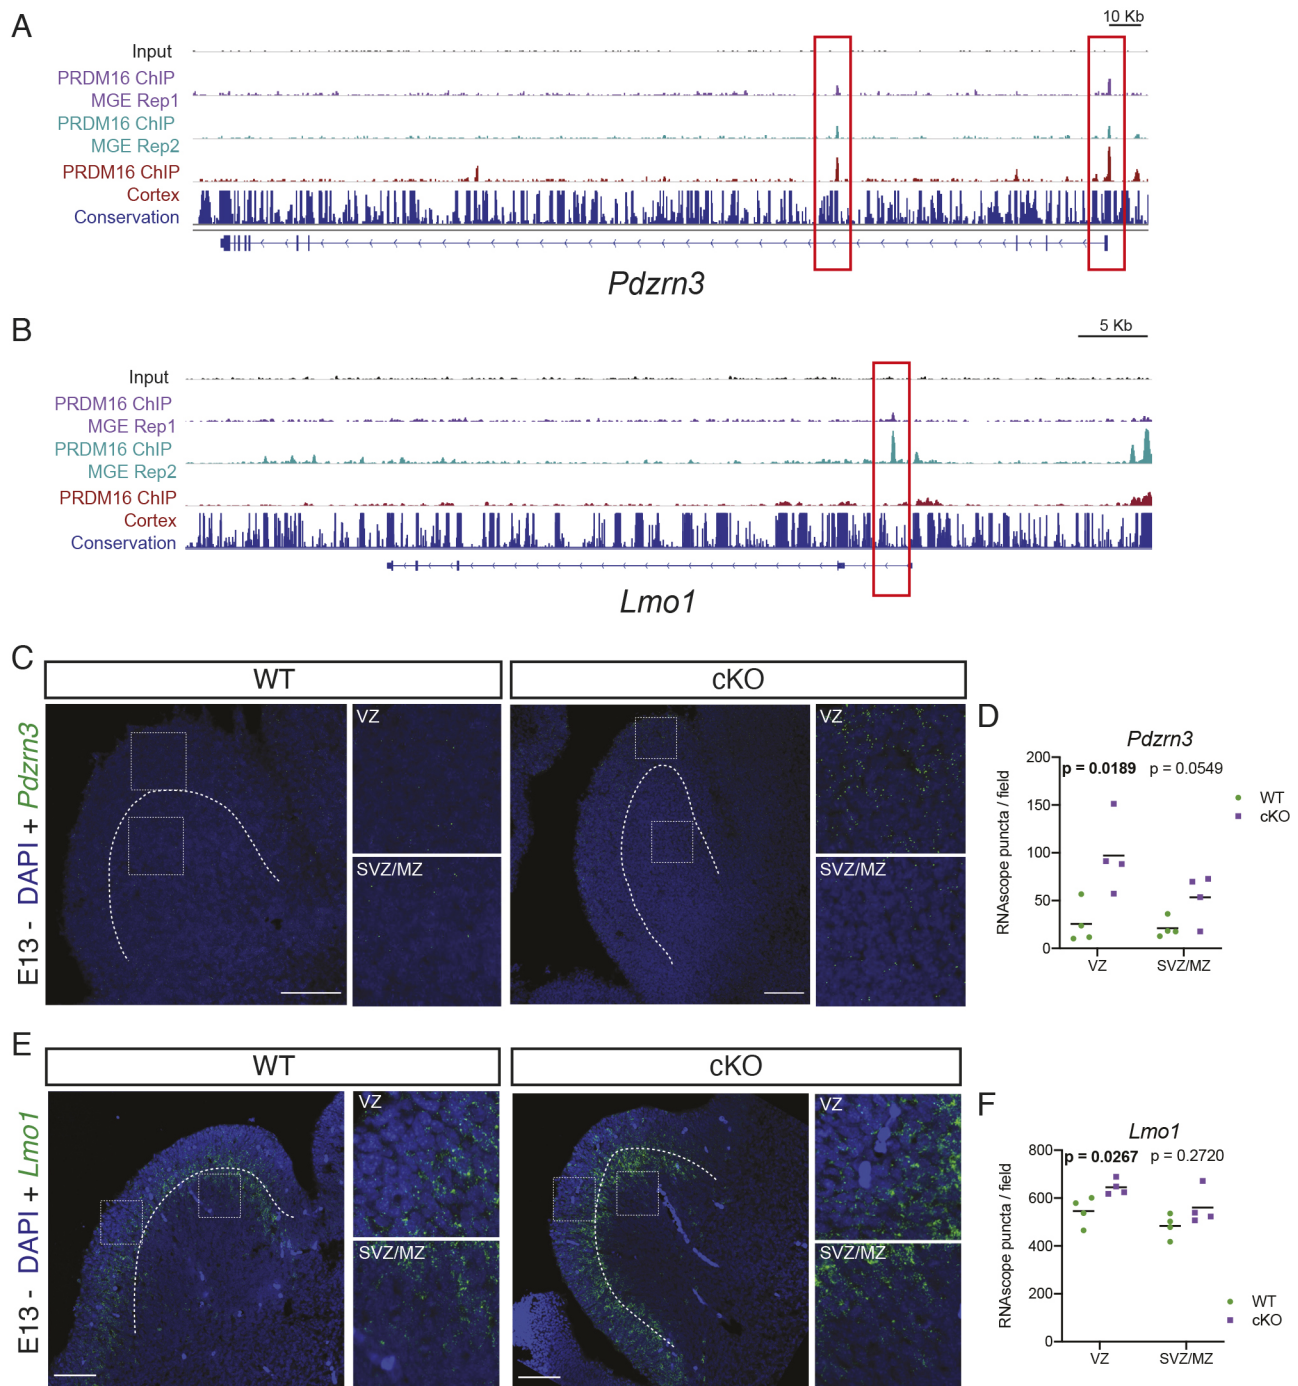 A
10 Kb
Input
PRDM16 ChIP
MGE Rep1
PRDM16 ChIP
MGE Rep2
PRDM16 ChIP
Cortex
Conservation
Pdzrn3
B
5 Kb
Input
PRDM16 ChIP
MGE Rep1
PRDM16 ChIP
MGE Rep2
PRDM16 ChIP
Cortex
Conservation
Lmo1
C
WT
cKO
E13 - DAPI + Pdzrn3
VZ
SVZ/MZ
VZ
SVZ/MZ
D
Pdzrn3
p = 0.0189 p = 0.0549
RNAscope puncta / field
200
150
100
50
0
VZ
SVZ/MZ
WT
cKO
E
WT
cKO
E13 - DAPI + Lmo1
VZ
SVZ/MZ
VZ
SVZ/MZ
F
Lmo1
p = 0.0267 p = 0.2720
RNAscope puncta / field
800
600
400
200
0
VZ
SVZ/MZ
WT
cKO